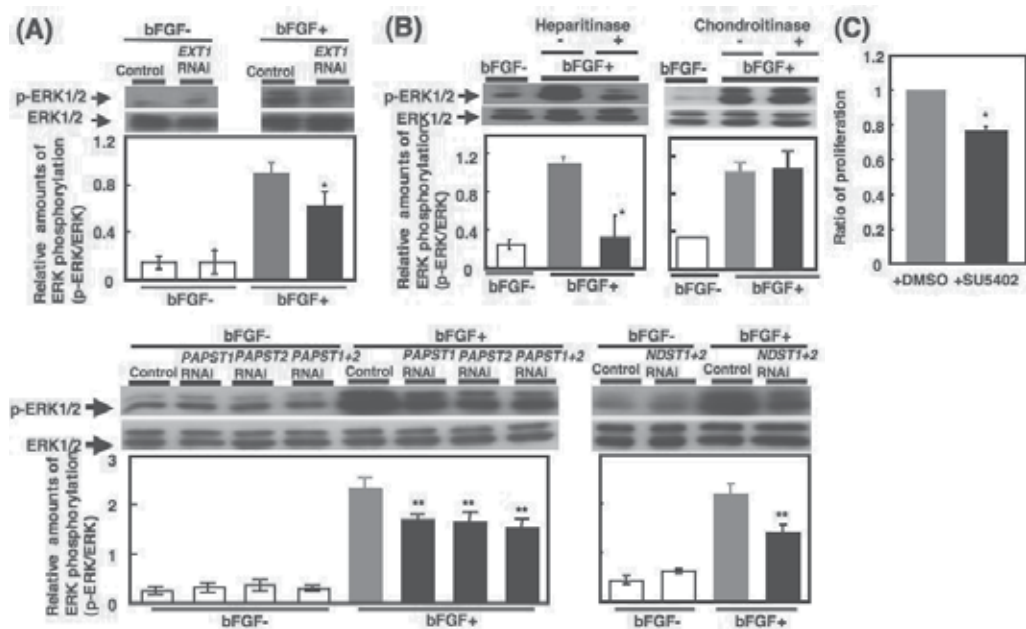 (A)
bFGF- bFGF+
EXT1 EXT1
Control RNAi Control RNAi
p-ERK1/2
ERK1/2
Relative amounts of
ERK phosphorylation
(p-ERK/ERK)
1.2
0.8
0.4
0
bFGF- bFGF+
(B)
Heparitinase
- +
bFGF- bFGF+
p-ERK1/2
ERK1/2
Relative amounts of
ERK phosphorylation
(p-ERK/ERK)
1.2
0.8
0.4
0
*
bFGF- bFGF+
Chondroitinase
- +
bFGF- bFGF+
bFGF- bFGF+
(C)
Ratio of proliferation
1.2
1
0.8
0.6
0.4
0.2
0
*
+DMSO +SU5402
bFGF- bFGF+
PAPST1 PAPST2 PAPST1+2 PAPST1 PAPST2 PAPST1+2
Control RNAi RNAi RNAi Control RNAi RNAi RNAi
p-ERK1/2
ERK1/2
Relative amounts of
ERK phosphorylation
(p-ERK/ERK)
3
2
1
0
** ** **
bFGF- bFGF+
bFGF- bFGF+
NDST1+2 NDST1+2
Control RNAi Control RNAi
**
bFGF- bFGF+